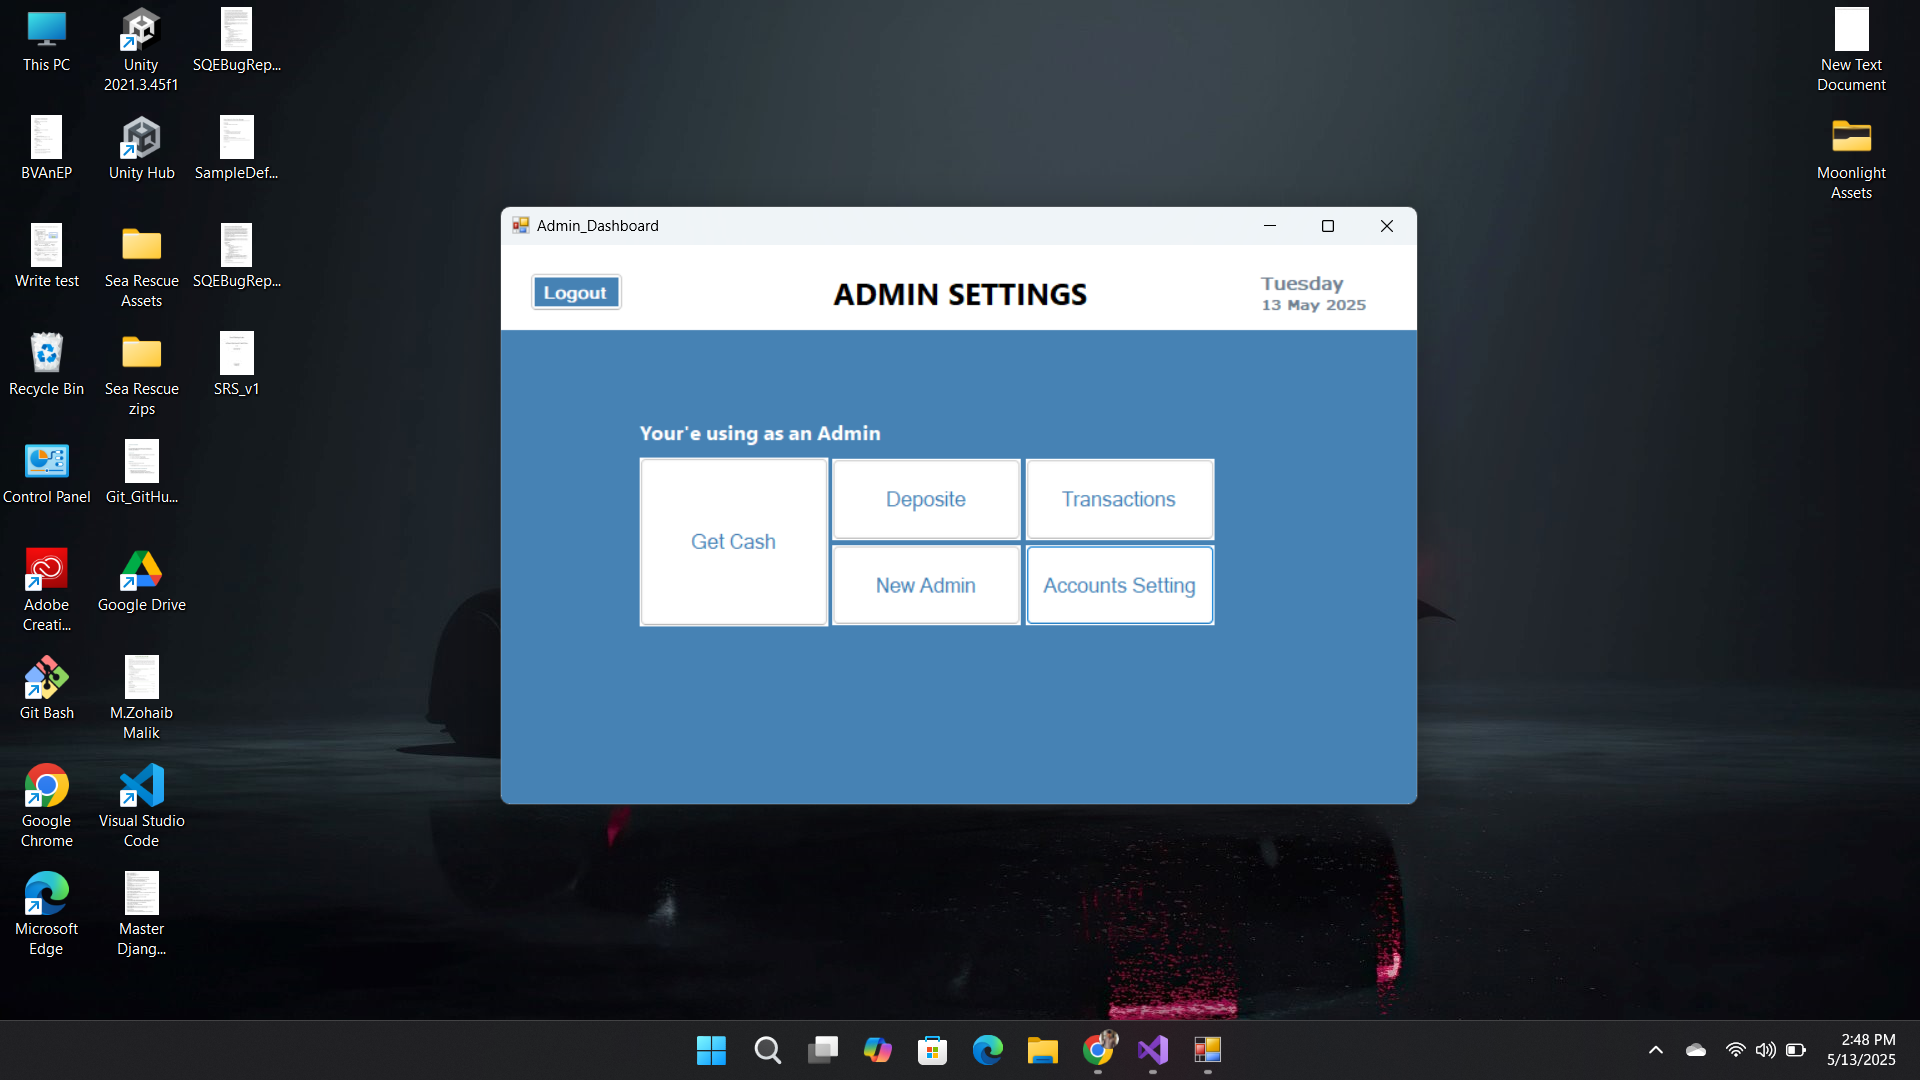 This PC
Unity
2021.3.45f1
SQEBugRep...
BVAnEP
Unity Hub
SampleDef...
Write test
Sea Rescue
Assets
SQEBugRep...
Recycle Bin
Sea Rescue
zips
SRS_v1
Control Panel
Git_GitHu...
Adobe
Creati...
Google Drive
Git Bash
M.Zohaib
Malik
Google
Chrome
Visual Studio
Code
Microsoft
Edge
Master
Djang...
New Text
Document
Moonlight
Assets
Admin_Dashboard
Logout
ADMIN SETTINGS
Tuesday
13 May 2025
Your'e using as an Admin
Get Cash
Deposite
Transactions
New Admin
Accounts Setting
2:48 PM
5/13/2025